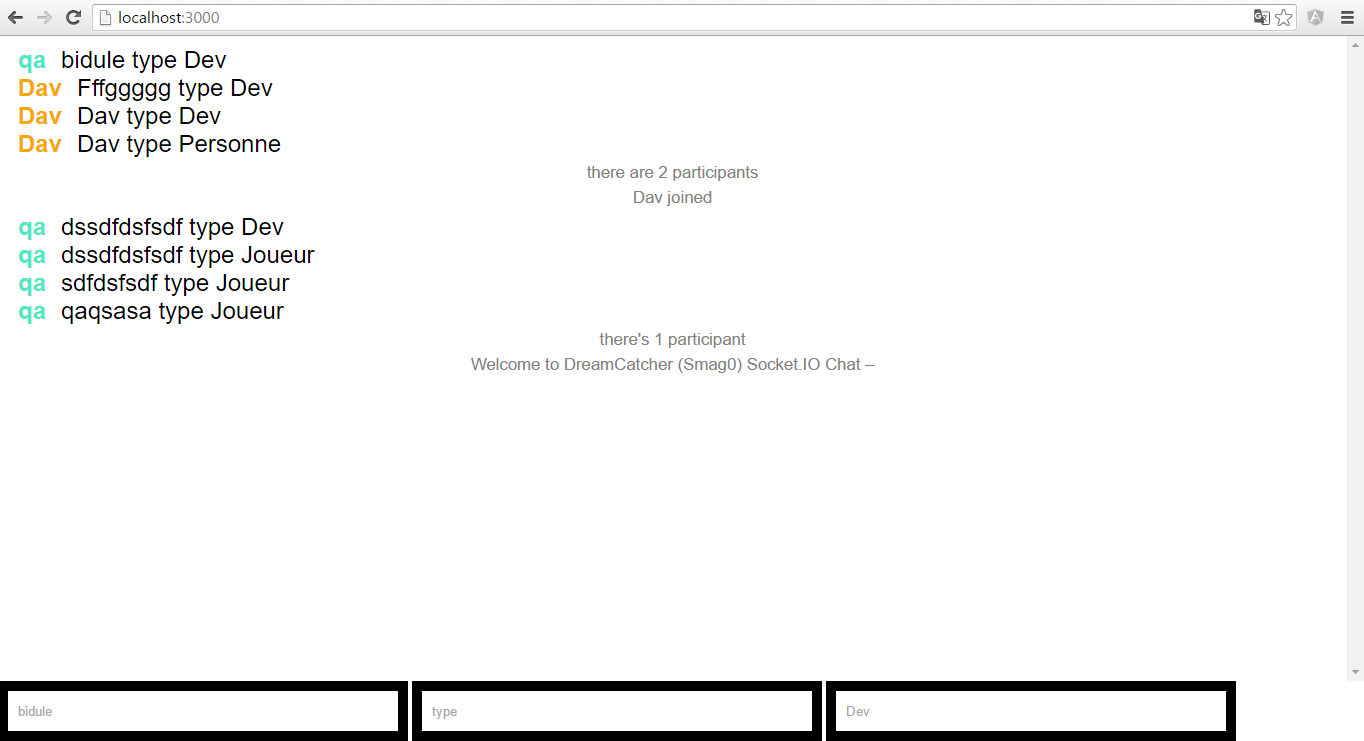 localhost:3000
qa bidule type Dev
Dav Fffggggg type Dev
Dav Dav type Dev
Dav Dav type Personne
there are 2 participants
Dav joined
qa dssdfdsfsdf type Dev
qa dssdfdsfsdf type Joueur
qa sdfdsfsdf type Joueur
qa qaqsasa type Joueur
there's 1 participant
Welcome to DreamCatcher (Smag0) Socket.IO Chat –
bidule type Dev